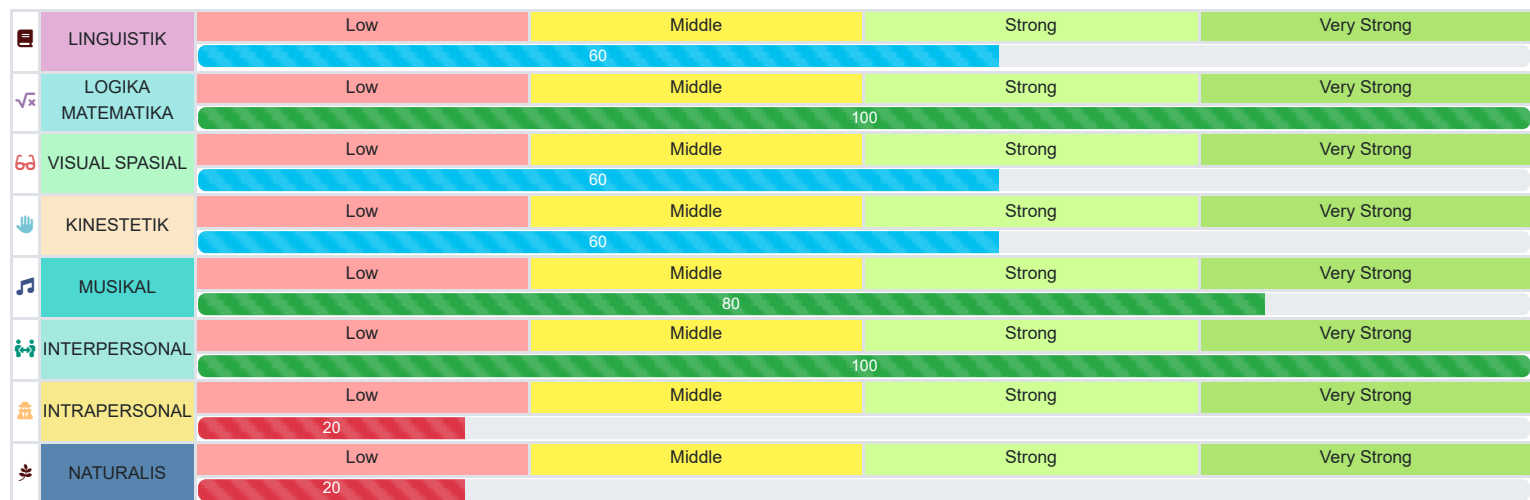 LINGUISTIK
Low Middle Strong Very Strong
60
LOGIKA
MATEMATIKA
Low Middle Strong Very Strong
100
VISUAL SPASIAL
Low Middle Strong Very Strong
60
KINESTETIK
Low Middle Strong Very Strong
60
MUSIKAL
Low Middle Strong Very Strong
80
INTERPERSONAL
Low Middle Strong Very Strong
100
INTRAPERSONAL
Low Middle Strong Very Strong
20
NATURALIS
Low Middle Strong Very Strong
20